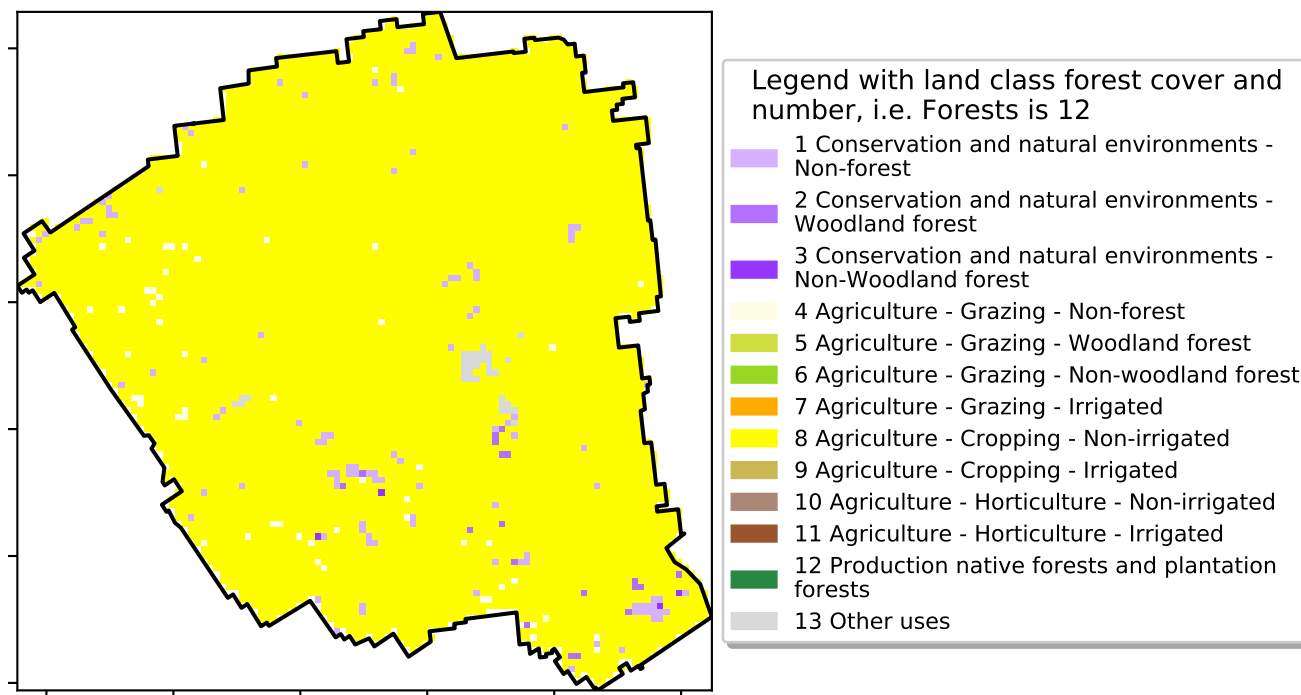 Legend with land class forest cover and
number, i.e. Forests is 12
1 Conservation and natural environments -
Non-forest
2 Conservation and natural environments -
Woodland forest
3 Conservation and natural environments -
Non-Woodland forest
4 Agriculture - Grazing - Non-forest
5 Agriculture - Grazing - Woodland forest
6 Agriculture - Grazing - Non-woodland forest
7 Agriculture - Grazing - Irrigated
8 Agriculture - Cropping - Non-irrigated
9 Agriculture - Cropping - Irrigated
10 Agriculture - Horticulture - Non-irrigated
11 Agriculture - Horticulture - Irrigated
12 Production native forests and plantation
forests
13 Other uses